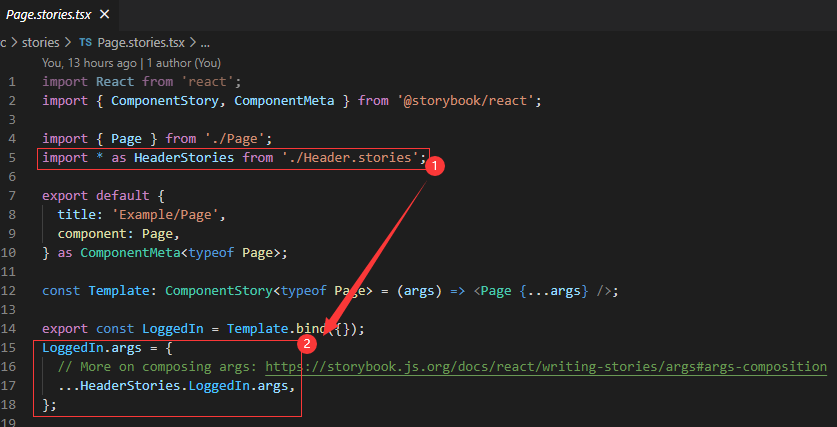 Page.stories.tsx ×
c > stories > TS Page.stories.tsx > ...
You, 13 hours ago | 1 author (You)
1 import React from 'react';
2 import { ComponentStory, ComponentMeta } from '@storybook/react';
3
4 import { Page } from './Page';
5 import * as HeaderStories from './Header.stories'; 1
6
7 export default {
8 title: 'Example/Page',
9 component: Page,
10 } as ComponentMeta<typeof Page>;
11
12 const Template: ComponentStory<typeof Page> = (args) => <Page {...args} />;
13
14 export const LoggedIn = Template.bind({});
2
15 LoggedIn.args = {
16 // More on composing args: https://storybook.js.org/docs/react/writing-stories/args#args-composition
17 ...HeaderStories.LoggedIn.args,
18 };
19